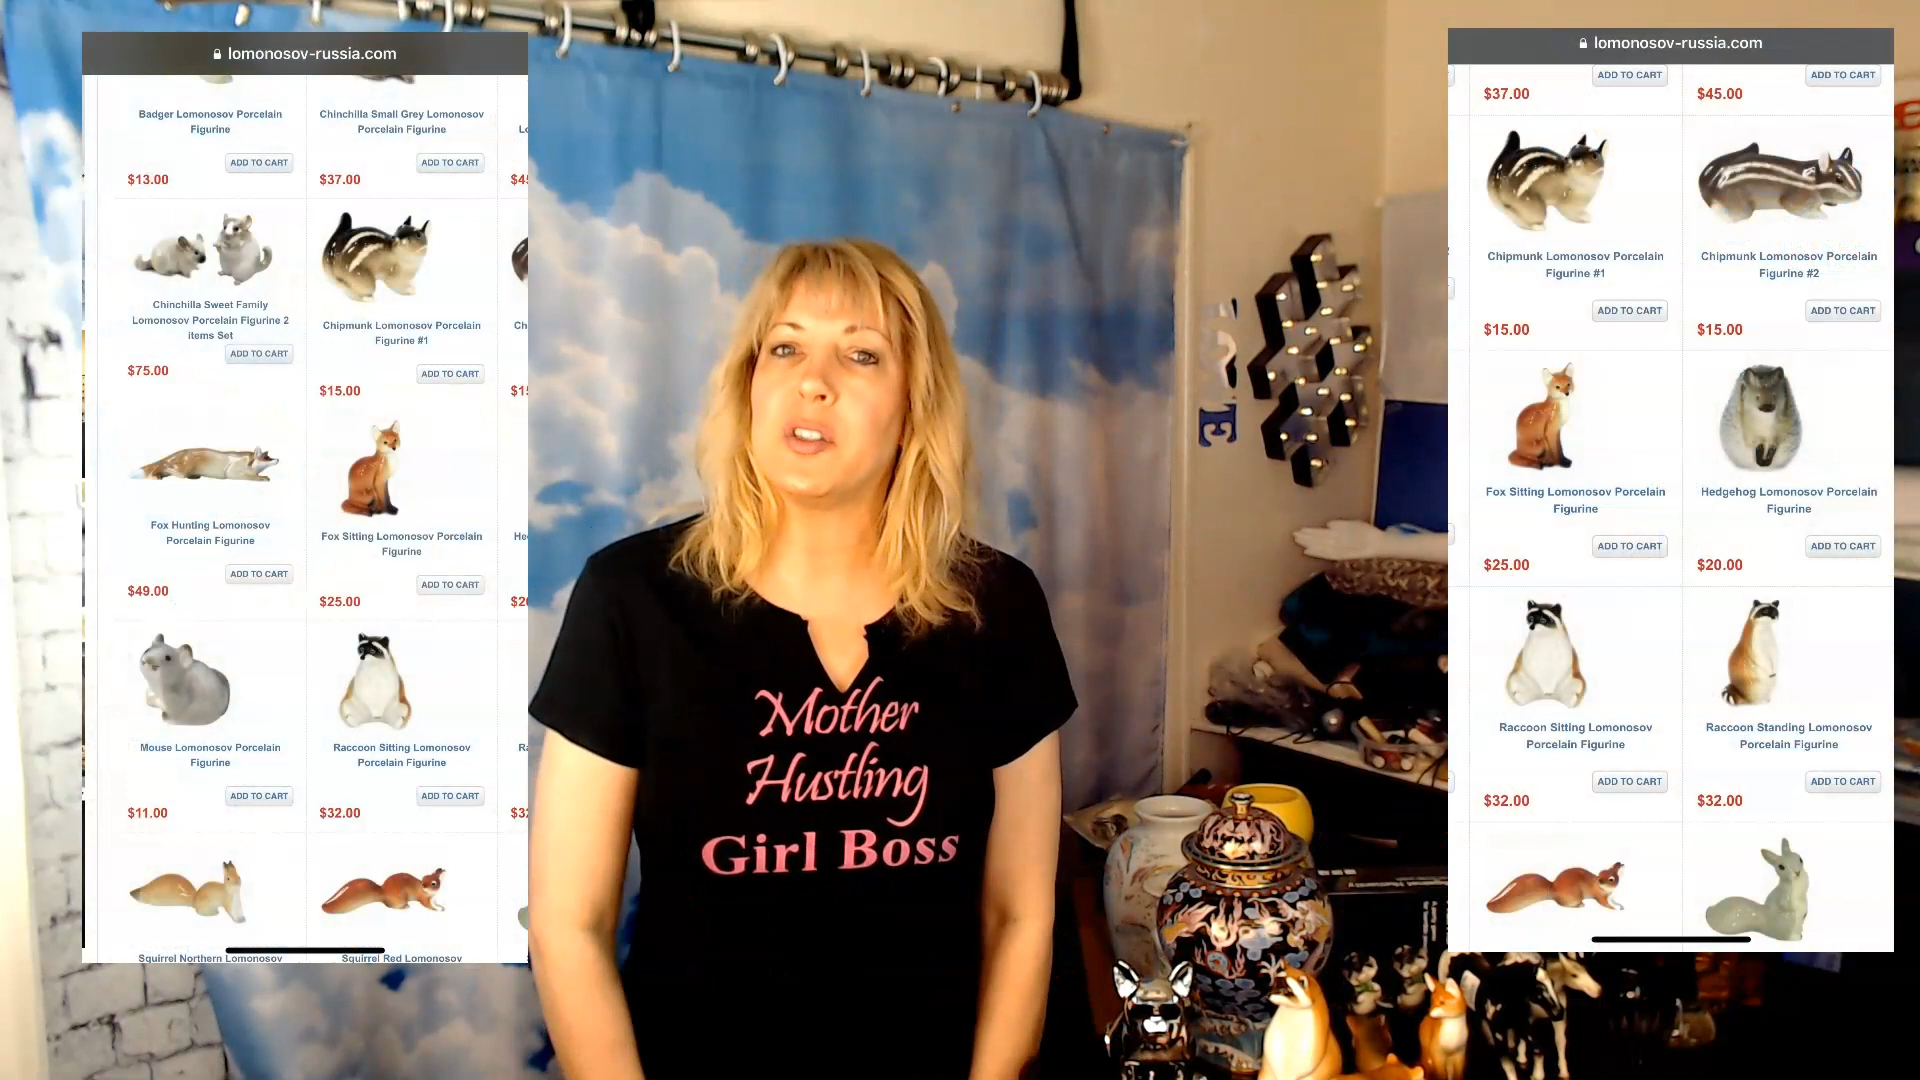 lomonosov-russia.com
Badger Lomonosov Porcelain
Figurine
ADD TO CART
$13.00
Chinchilla Small Grey Lomonosov
Porcelain Figurine
ADD TO CART
$37.00
Chinchilla Sweet Family
Lomonosov Porcelain Figurine 2
items Set
ADD TO CART
$75.00
Chipmunk Lomonosov Porcelain
Figurine #1
ADD TO CART
$15.00
Fox Hunting Lomonosov
Porcelain Figurine
ADD TO CART
$49.00
Fox Sitting Lomonosov Porcelain
Figurine
ADD TO CART
$25.00
Mouse Lomonosov Porcelain
Figurine
ADD TO CART
$11.00
Raccoon Sitting Lomonosov
Porcelain Figurine
ADD TO CART
$32.00
Squirrel Northern Lomonosov
Squirrel Red Lomonosov
Mother
Hustling
Girl Boss
lomonosov-russia.com
ADD TO CART
$37.00
ADD TO CART
$45.00
Chipmunk Lomonosov Porcelain
Figurine #1
ADD TO CART
$15.00
Chipmunk Lomonosov Porcelain
Figurine #2
ADD TO CART
$15.00
Fox Sitting Lomonosov Porcelain
Figurine
ADD TO CART
$25.00
Hedgehog Lomonosov Porcelain
Figurine
ADD TO CART
$20.00
Raccoon Sitting Lomonosov
Porcelain Figurine
ADD TO CART
$32.00
Raccoon Standing Lomonosov
Porcelain Figurine
ADD TO CART
$32.00